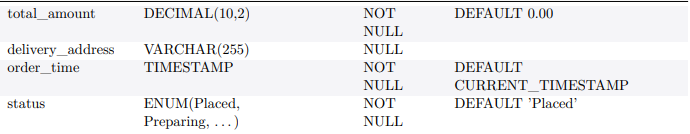 total_amount DECIMAL(10,2) NOT DEFAULT 0.00
NULL
delivery_address VARCHAR(255) NULL
order_time TIMESTAMP NOT DEFAULT
NULL CURRENT_TIMESTAMP
status ENUM(Placed, NOT DEFAULT 'Placed'
Preparing, ...) NULL